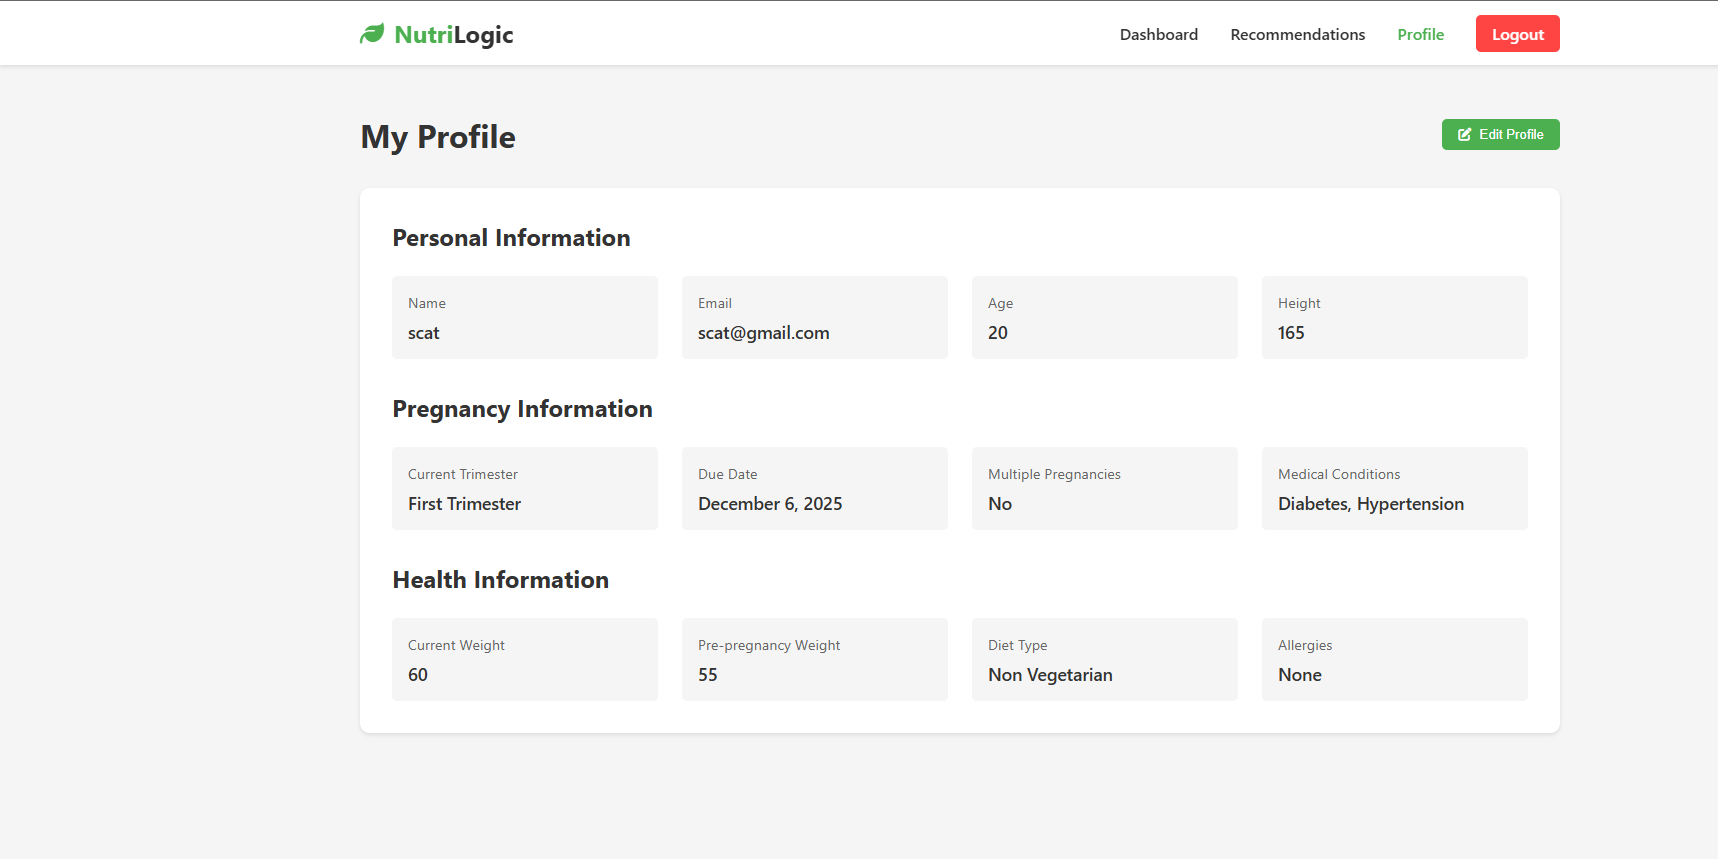 NutriLogic
Dashboard Recommendations Profile Logout
My Profile
Edit Profile
Personal Information
Name Email Age Height
scat scat@gmail.com 20 165
Pregnancy Information
Current Trimester Due Date Multiple Pregnancies Medical Conditions
First Trimester December 6, 2025 No Diabetes, Hypertension
Health Information
Current Weight Pre-pregnancy Weight Diet Type Allergies
60 55 Non Vegetarian None